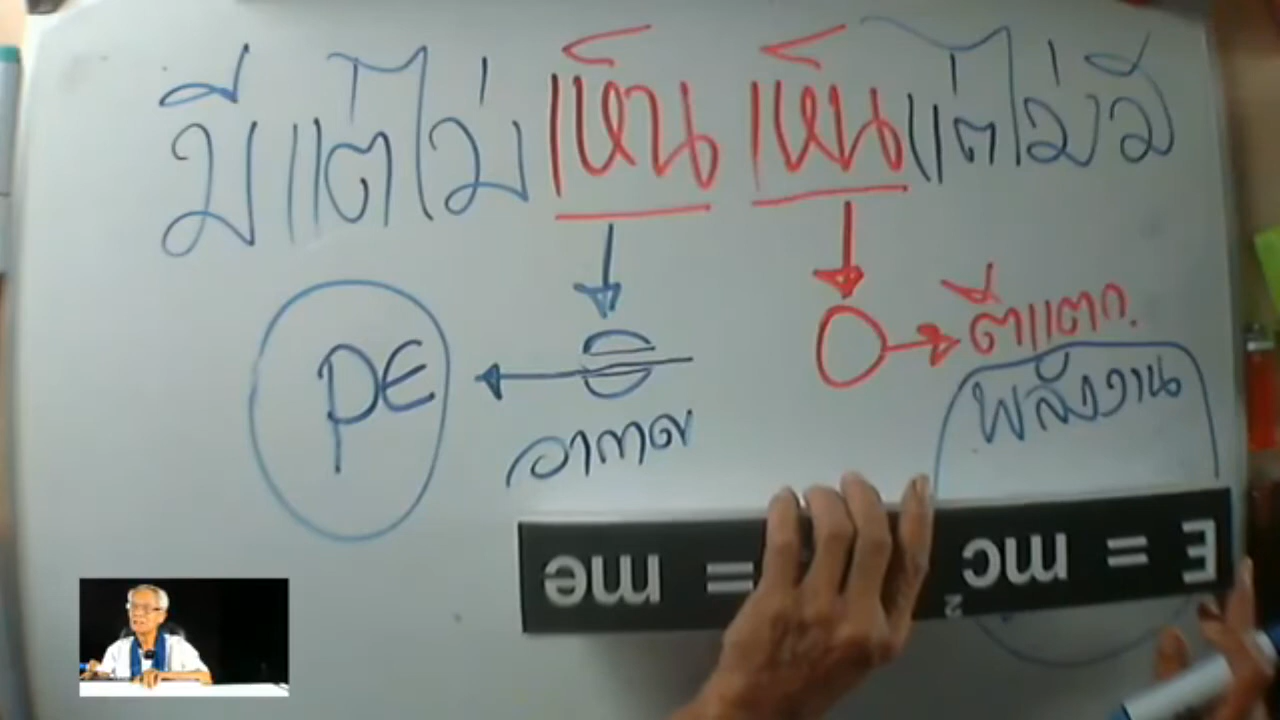 มีแต่ไม่เห็น เห็นแต่ไม่มี
PE
อากาศ
ตีแตก.
พลังงาน
E = mc² = me